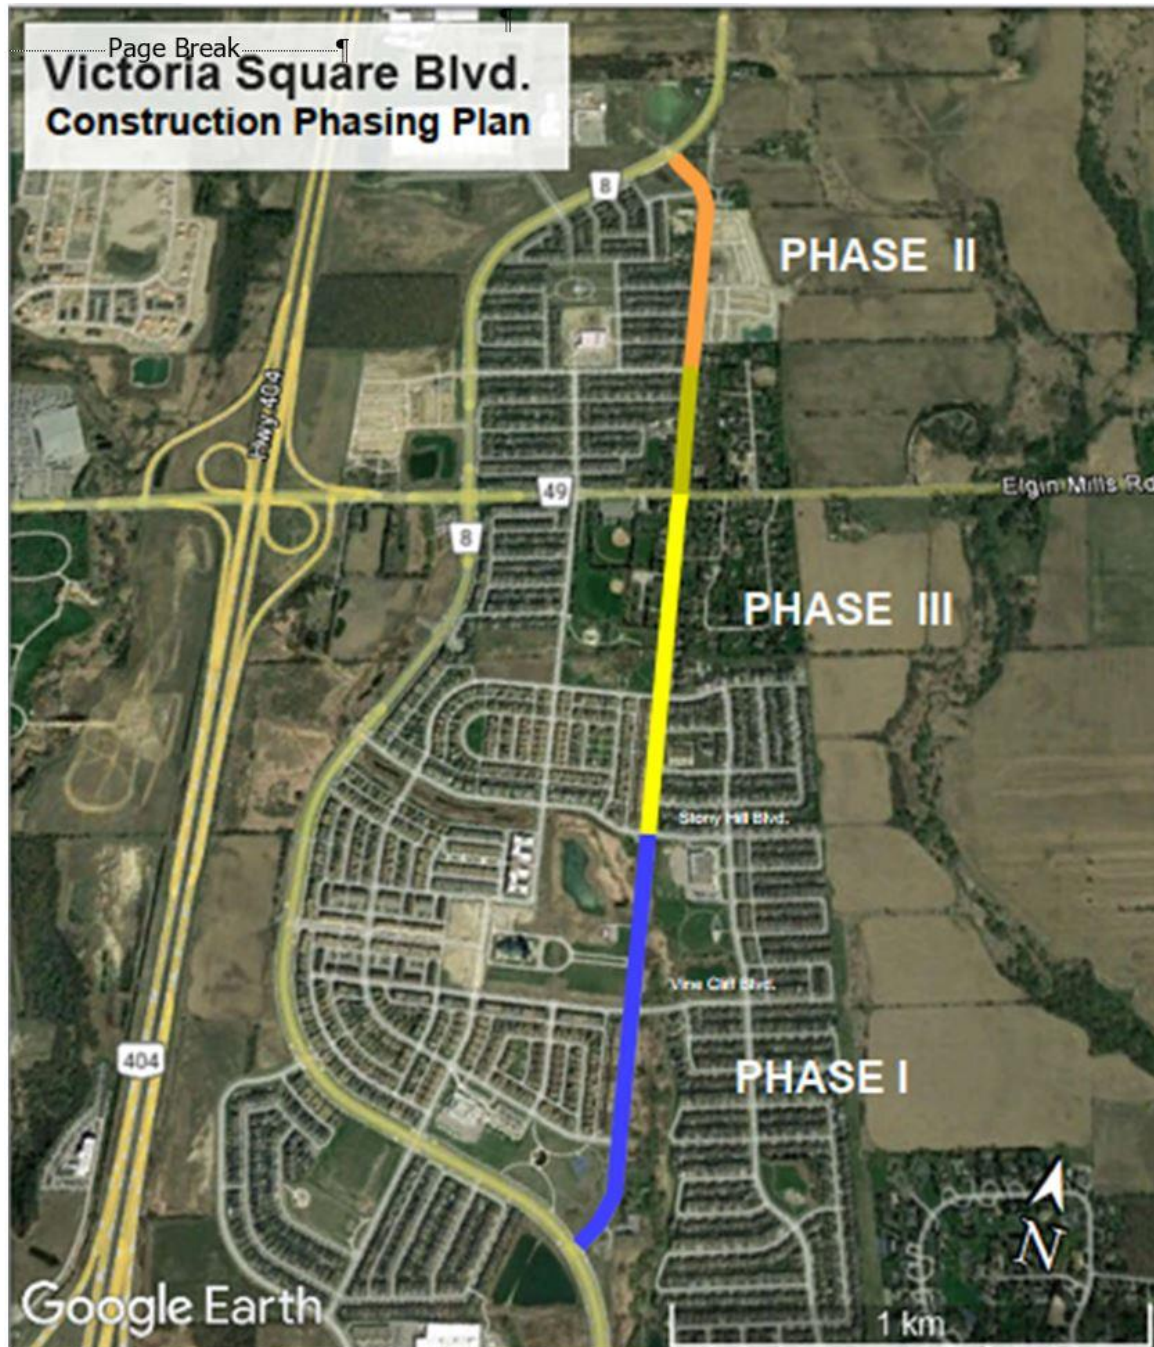 ¶
Page Break ¶
Victoria Square Blvd.
Construction Phasing Plan
8
PHASE II
Hwy 404
49
Elgin Mills Rd
8
PHASE III
Stony Hill Blvd.
Vine Cliff Blvd.
404
PHASE I
N
Google Earth
1 km